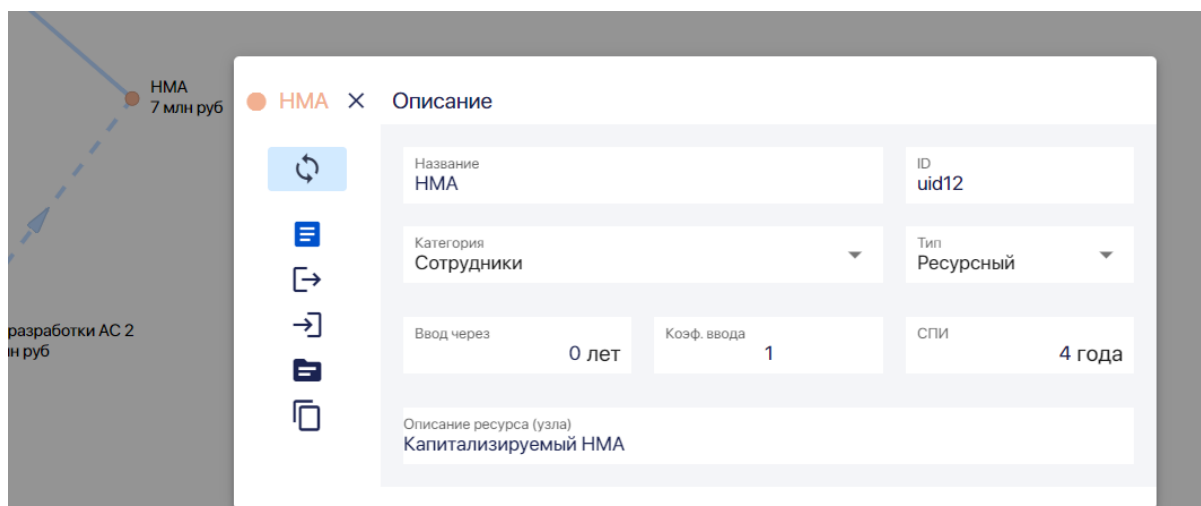 НМА
7 млн руб
разработки АС 2
н руб
НМА
Описание
Название
НМА
ID
uid12
Категория
Сотрудники
Тип
Ресурсный
Ввод через
0 лет
Коэф. ввода
1
СПИ
4 года
Описание ресурса (узла)
Капитализируемый НМА